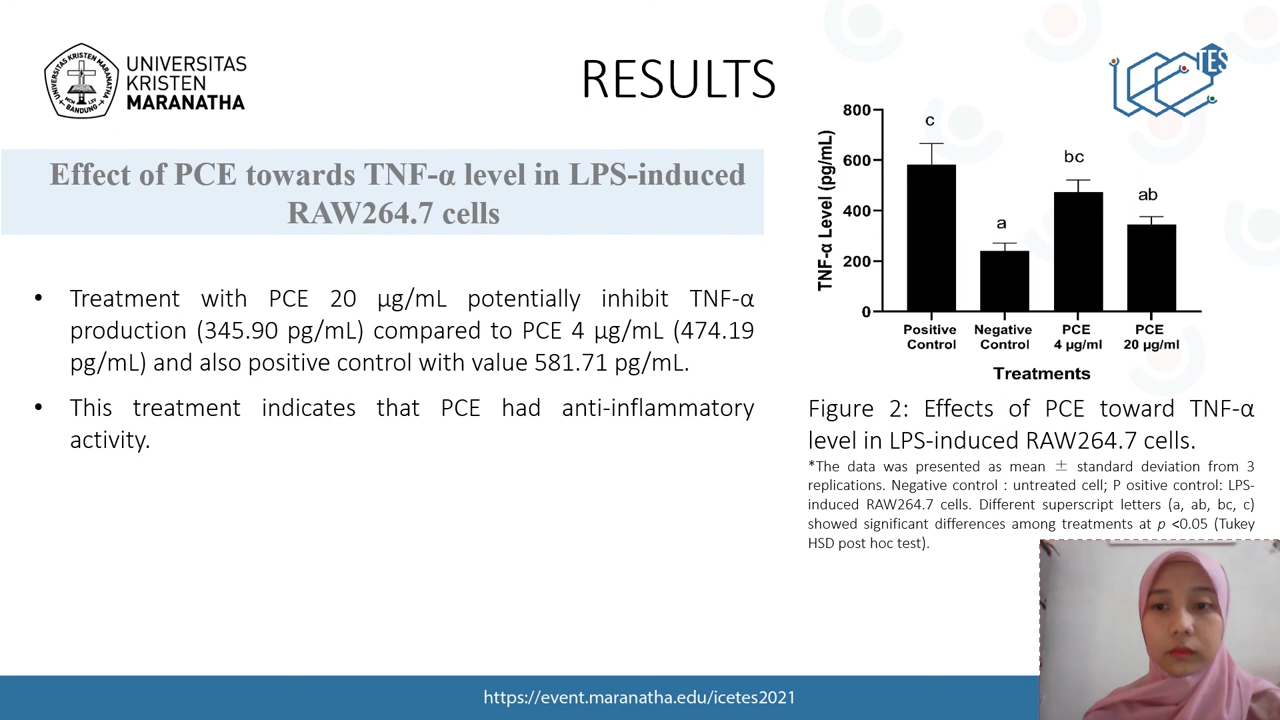 UNIVERSITAS
KRISTEN
MARANATHA
RESULTS
TES
Effect of PCE towards TNF-α level in LPS-induced
RAW264.7 cells
• Treatment with PCE 20 µg/mL potentially inhibit TNF-α
production (345.90 pg/mL) compared to PCE 4 µg/mL (474.19
pg/mL) and also positive control with value 581.71 pg/mL.
• This treatment indicates that PCE had anti-inflammatory
activity.
TNF-α Level (pg/mL)
800
600
400
200
0
c
a
bc
ab
Positive
Control
Negative
Control
PCE
4 µg/ml
PCE
20 µg/ml
Treatments
Figure 2: Effects of PCE toward TNF-α
level in LPS-induced RAW264.7 cells.
*The data was presented as mean ± standard deviation from 3
replications. Negative control : untreated cell; P ositive control: LPS-
induced RAW264.7 cells. Different superscript letters (a, ab, bc, c)
showed significant differences among treatments at p <0.05 (Tukey
HSD post hoc test).
https://event.maranatha.edu/icetes2021